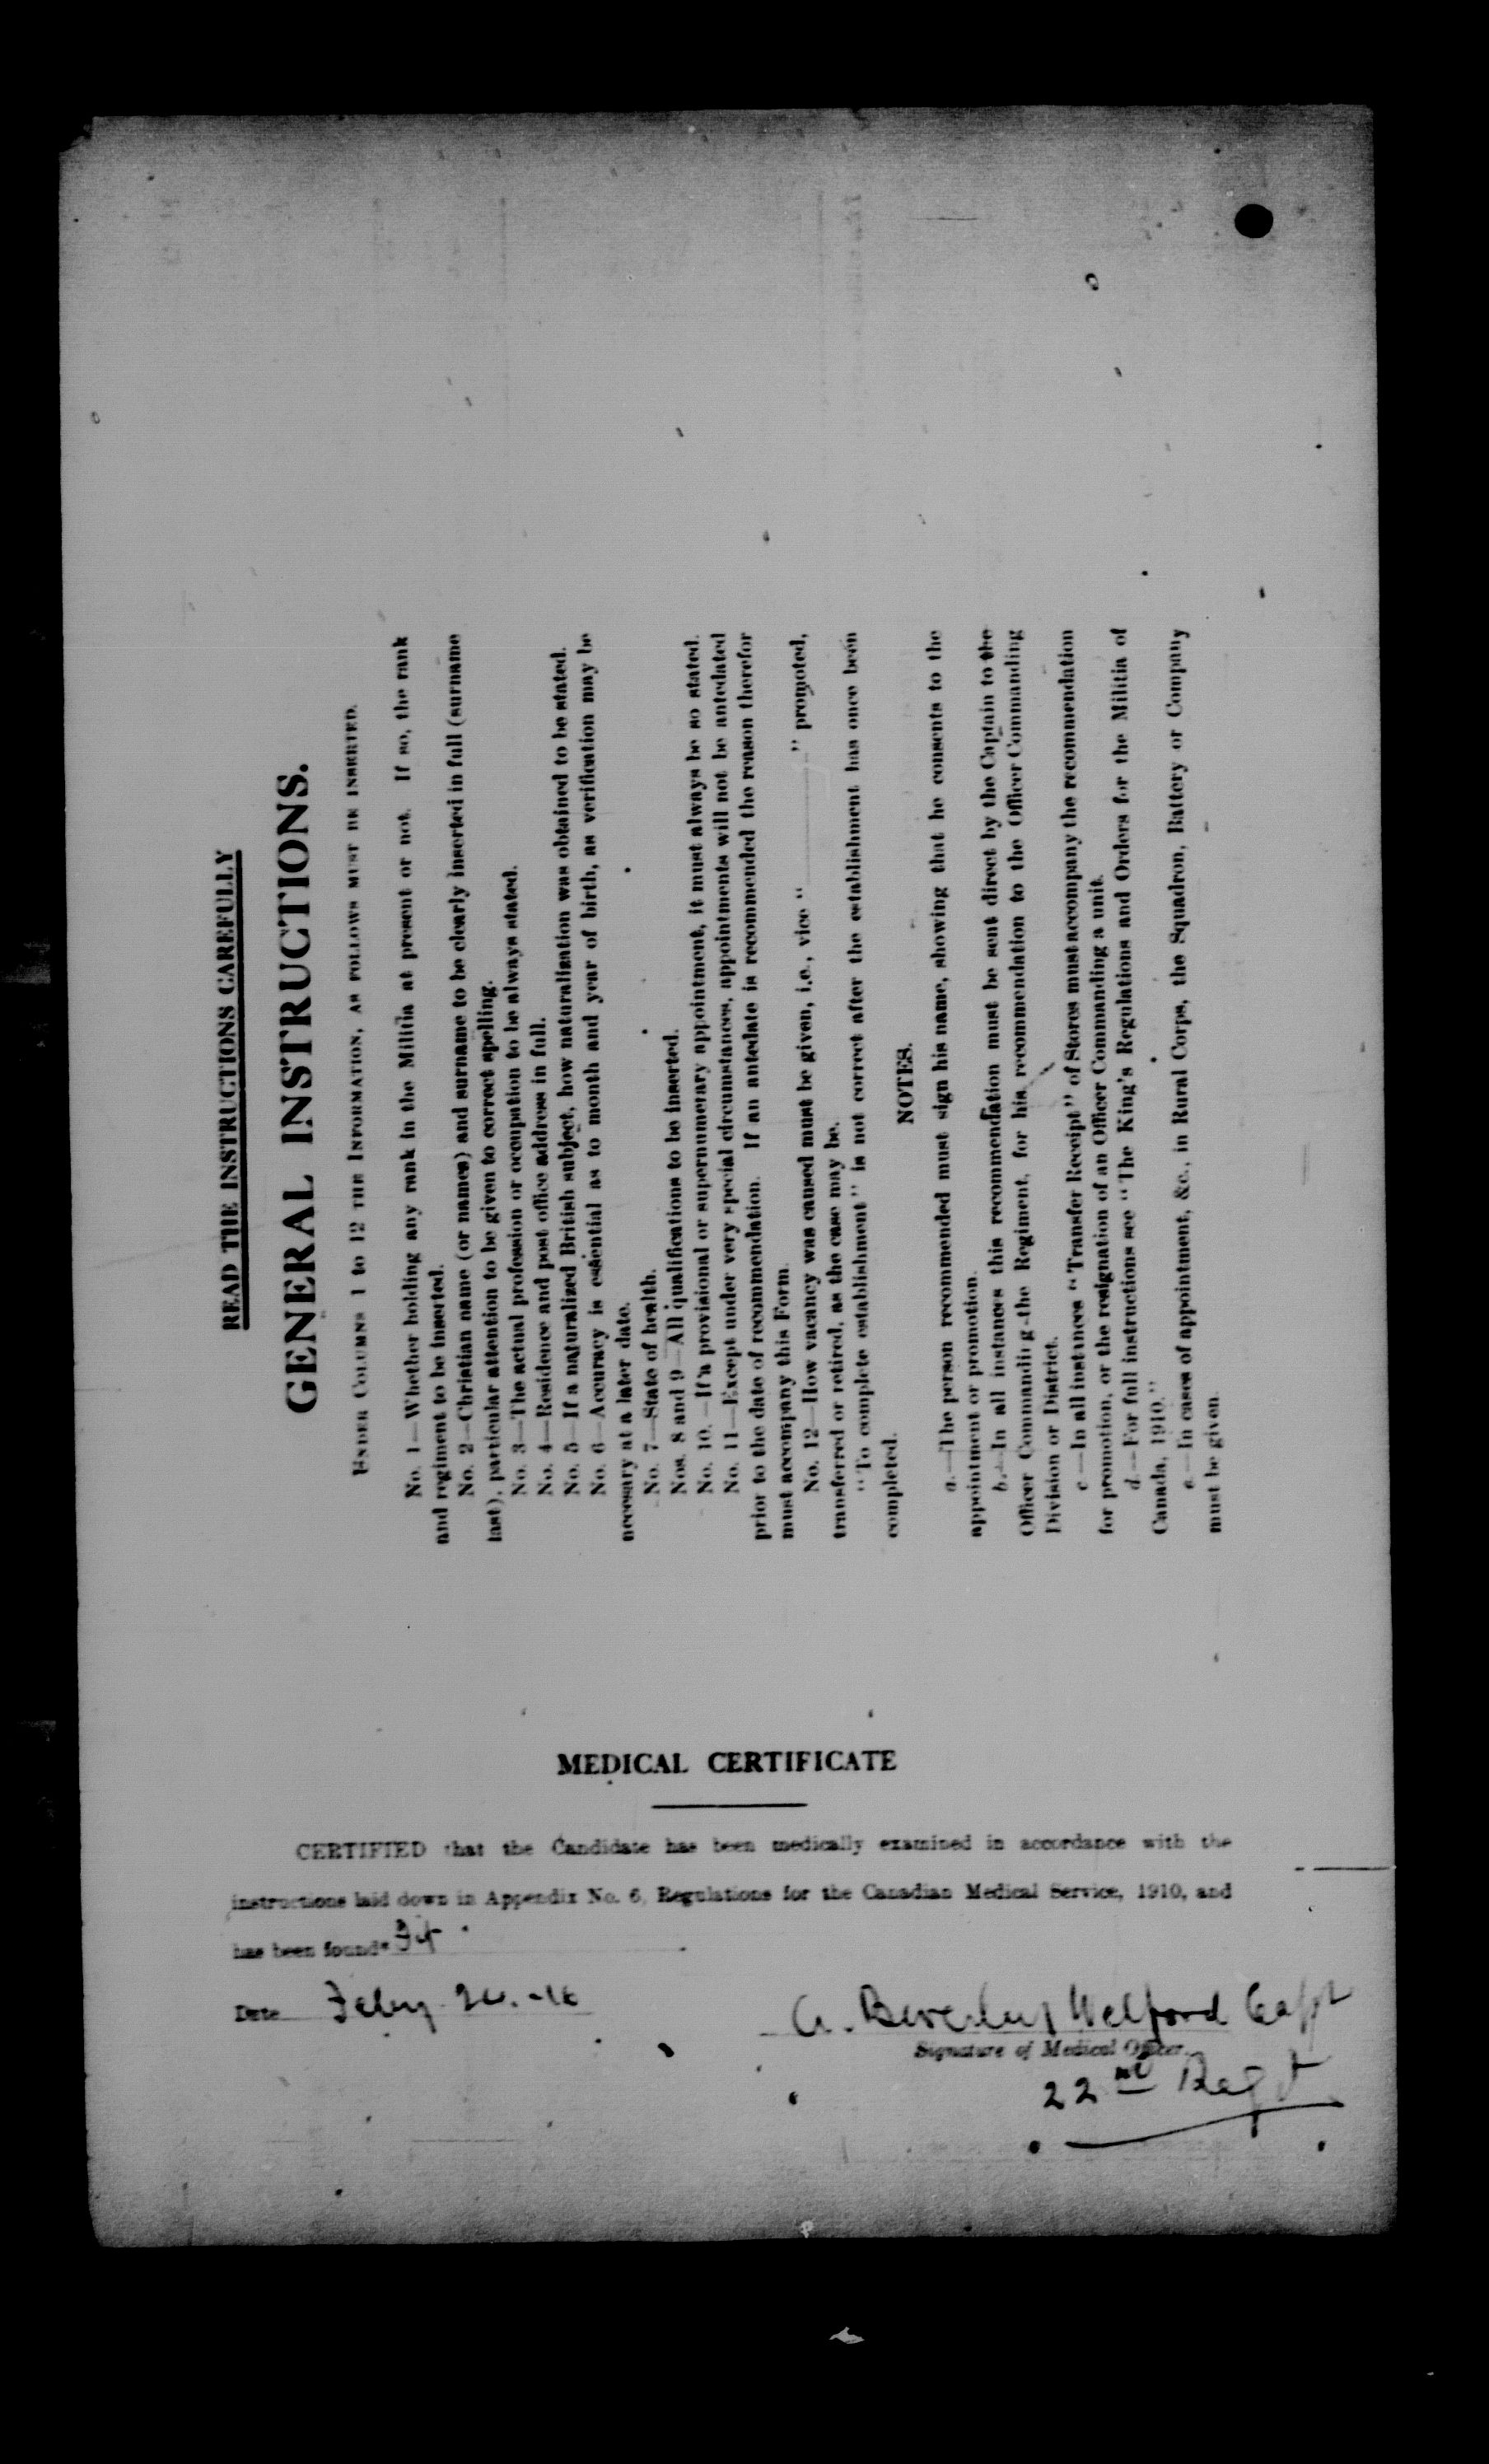 READ THE INSTRUCTIONS CAREFULLY
GENERAL INSTRUCTIONS.
UNDER COLUMNS 1 to 12 THE INFORMATION, AS FOLLOWS MUST BE INSERTED.
No. 1—Whether holding any rank in the Militia at present or not. If so, the rank
and regiment to be inserted.
No. 2—Christian name (or names) and surname to be clearly inserted in full (surname
last), particular attention to be given to correct spelling.
No. 3—The actual profession or occupation to be always stated.
No. 4—Residence and post office address in full.
No. 5—If a naturalized British subject, how naturalization was obtained to be stated.
No. 6—Accuracy is essential as to month and year of birth, as verification may be
necessary at a later date.
No. 7—State of health.
Nos. 8 and 9—All qualifications to be inserted.
No. 10.—If a provisional or supernumerary appointment, it must always be so stated.
No. 11—Except under very special circumstances, appointments will not be antedated
prior to the date of recommendation. If an antedate is recommended the reason therefor
must accompany this Form.
No. 12—How vacancy was caused must be given, i.e., vice "————" promoted,
transferred or retired, as the case may be.
"To complete establishment" is not correct after the establishment has once been
completed.
NOTES.
a.—The person recommended must sign his name, showing that he consents to the
appointment or promotion.
b.—In all instances this recommendation must be sent direct by the Captain to the
Officer Commanding the Regiment, for his recommendation to the Officer Commanding
Division or District.
c—In all instances "Transfer Receipt" of Stores must accompany the recommendation
for promotion, or the resignation of an Officer Commanding a unit.
d—For full instructions see "The King's Regulations and Orders for the Militia of
Canada, 1910."
e—In cases of appointment, &c., in Rural Corps, the Squadron, Battery or Company
must be given.
MEDICAL CERTIFICATE
CERTIFIED that the Candidate has been medically examined in accordance with the
instructions laid down in Appendix No. 6, Regulations for the Canadian Medical Service, 1910, and
has been found* Fit
Date Feby 26.-16
A. Beverley Welford Capt
Signature of Medical Officer.
22nd Regt